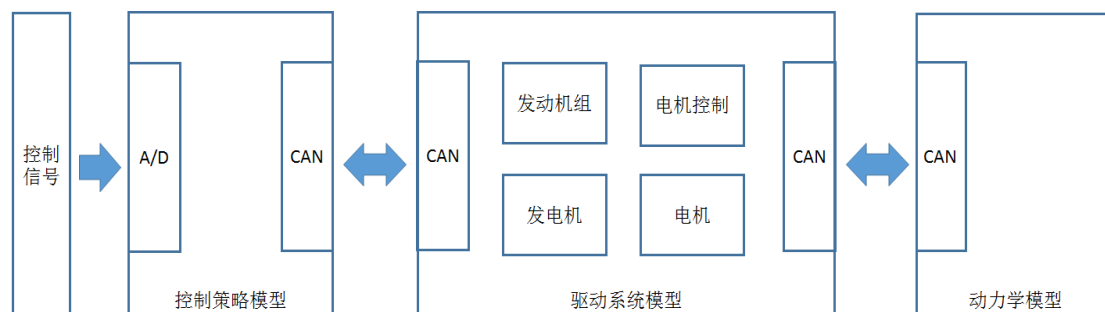 控制
信号
A/D
CAN
控制策略模型
CAN
发动机组
电机控制
发电机
电机
CAN
驱动系统模型
CAN
动力学模型